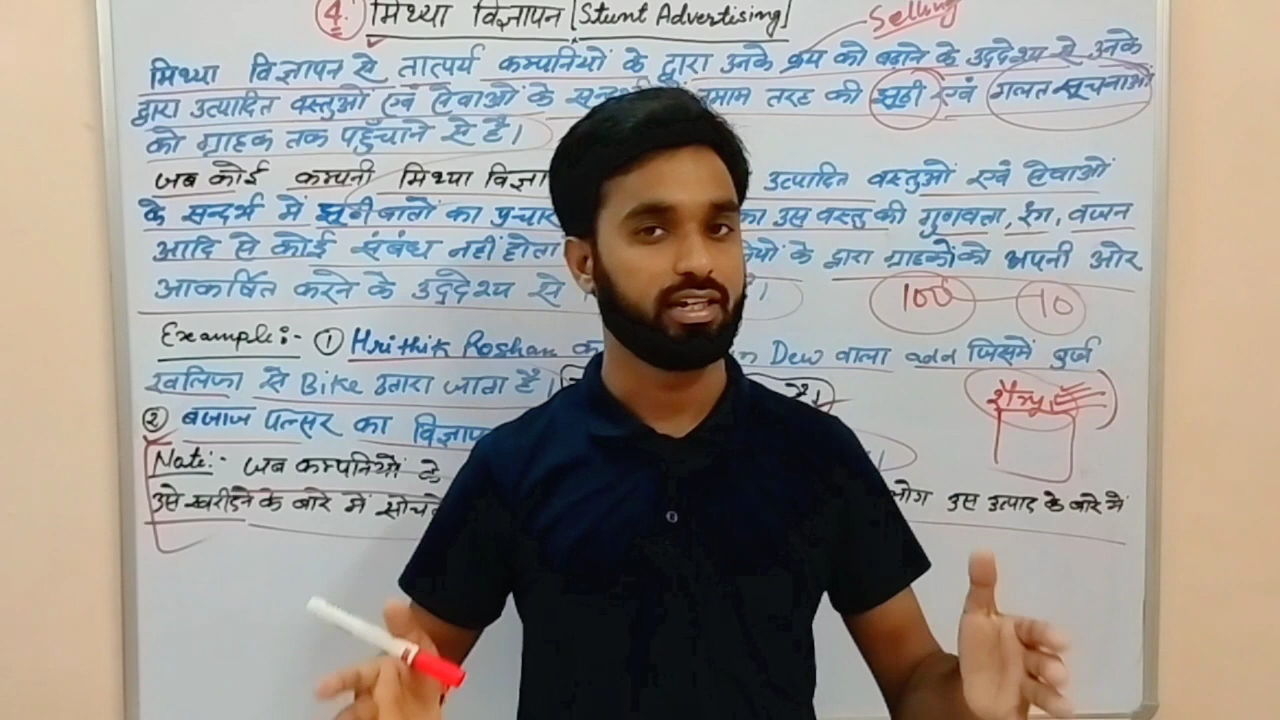 4. मिथ्या विज्ञापन [Stunt Advertising]
Selling
मिथ्या विज्ञापन से तात्पर्य कम्पनियों के द्वारा उनके क्रय को बढ़ाने के उद्देश्य से उनके
द्वारा उत्पादित वस्तुओं एवं सेवाओं के तमाम तरह की झूठी एवं गलत सूचनाओं
को ग्राहक तक पहुँचाने से है।
जब कोई कम्पनी मिथ्या विज्ञा उत्पादित वस्तुओं एवं सेवाओं
के सन्दर्भ में झूठी बातों का प्रचार का उस वस्तु की गुणवता, रंग, वजन
आदि से कोई संबंध नहीं होता के द्वारा ग्राहकों को अपनी ओर
आकर्षित करने के उद्देश्य से
100 10
Example:- 1 Hrithik Roshan Dew वाला जिसमें बुर्ज
खलिफा से Bike उतारा जाता है।
2 बजाज पल्सर का विज्ञाप
Note:- जब कम्पनियों के
उसे खरीदने के बारे में सोचते लोग उस उत्पाद के बारे में